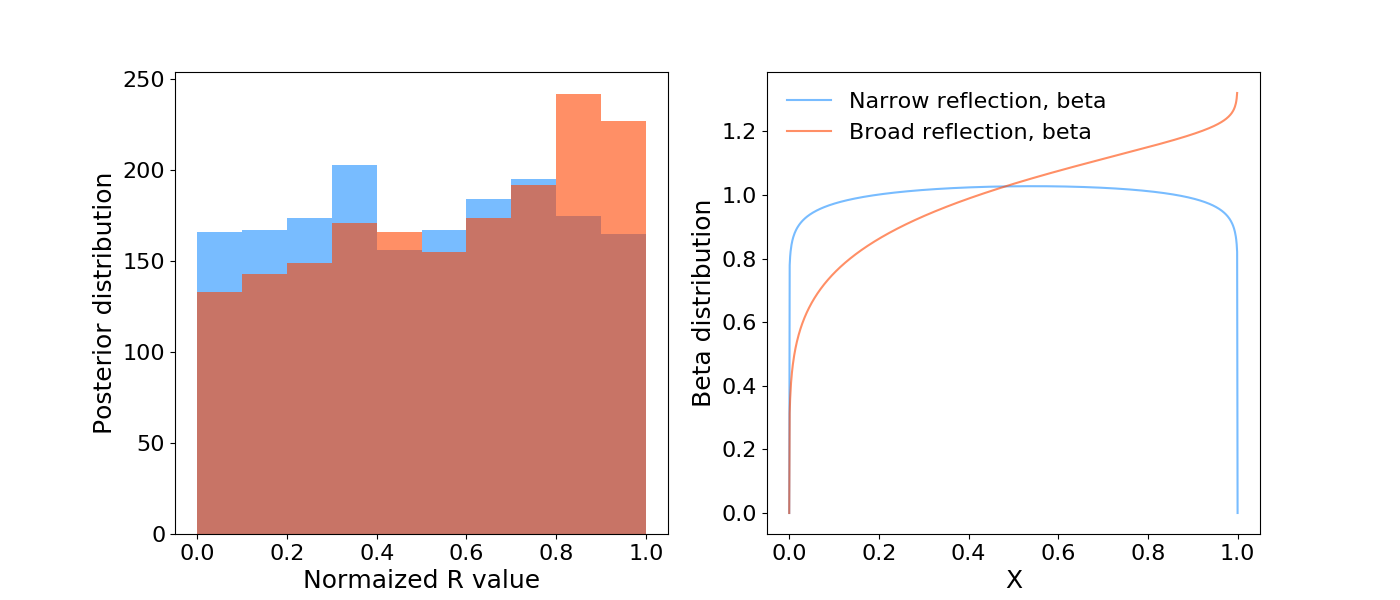 250
200
150
100
50
0
Posterior distribution
0.0 0.2 0.4 0.6 0.8 1.0
Normaized R value
Narrow reflection, beta
Broad reflection, beta
1.2
1.0
0.8
0.6
0.4
0.2
0.0
Beta distribution
0.0 0.2 0.4 0.6 0.8 1.0
X